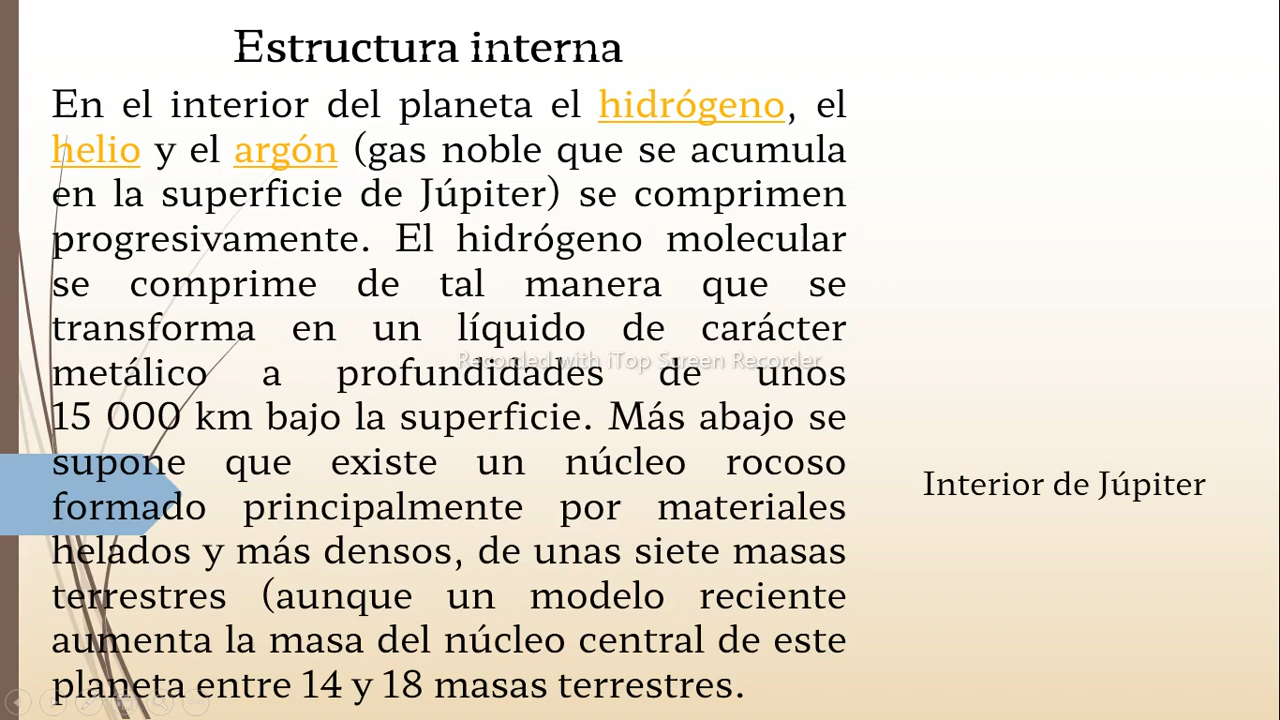 Estructura interna
En el interior del planeta el hidrógeno, el
helio y el argón (gas noble que se acumula
en la superficie de Júpiter) se comprimen
progresivamente. El hidrógeno molecular
se comprime de tal manera que se
transforma en un líquido de carácter
metálico a profundidades de unos
15 000 km bajo la superficie. Más abajo se
supone que existe un núcleo rocoso
formado principalmente por materiales
helados y más densos, de unas siete masas
terrestres (aunque un modelo reciente
aumenta la masa del núcleo central de este
planeta entre 14 y 18 masas terrestres.
Interior de Júpiter
Recorded with iTop Screen Recorder